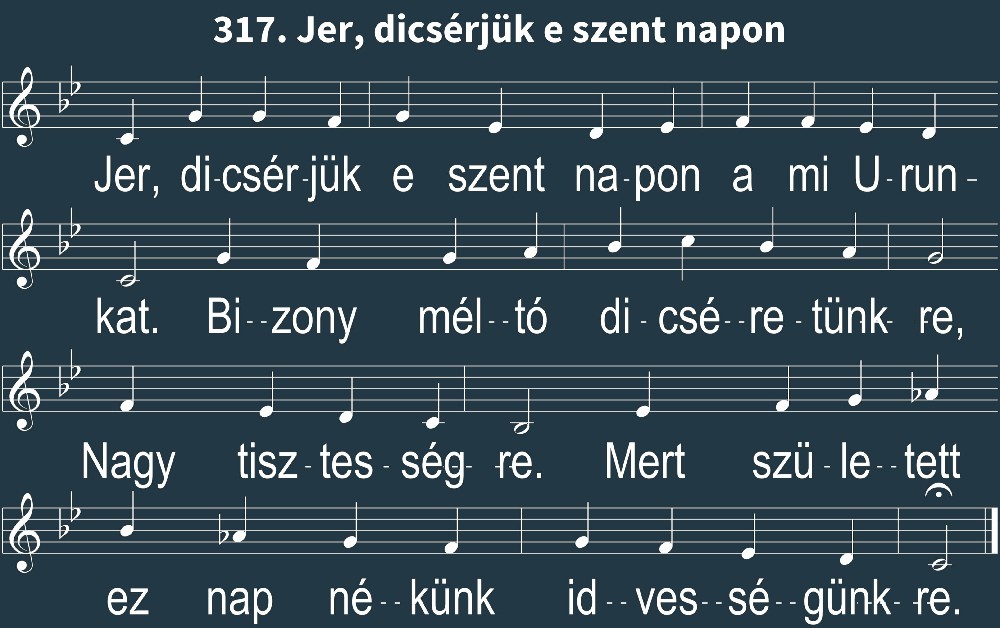 317. Jer, dicsérjük e szent napon
Jer, di-csér-jük e szent na-pon a mi U-run-
kat. Bi--zony mél--tó di-csé--re-tünk-re,
Nagy tisz-tes-ség-re. Mert szü-le--tett
ez nap né--künk id--ves--sé--günk--re.